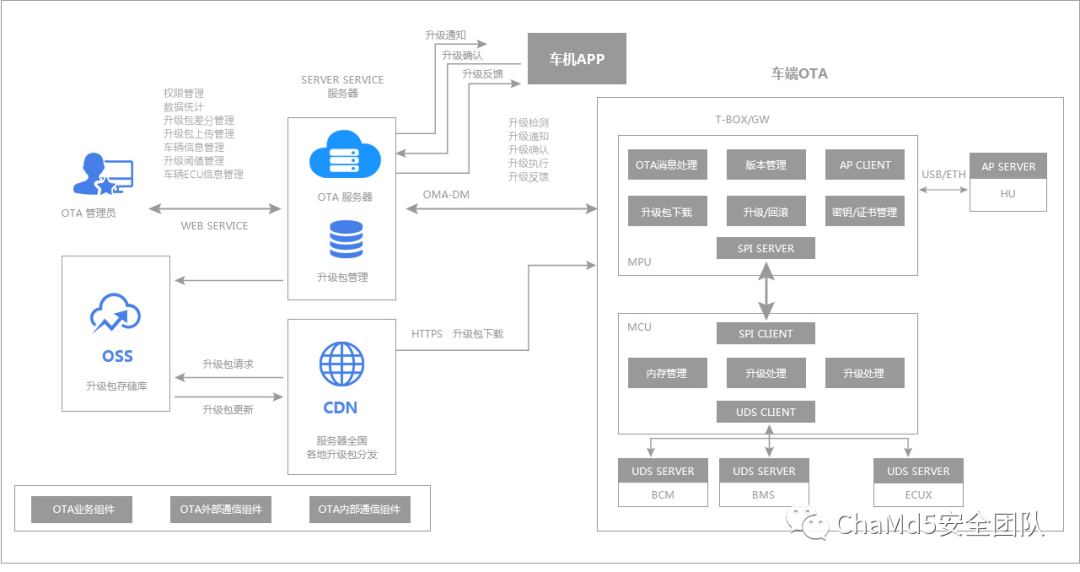 升级通知
升级确认
升级反馈
车机APP
SERVER SERVICE
服务器
权限管理
数据统计
升级包差分管理
升级包上传管理
车辆信息管理
升级阈值管理
车辆ECU信息管理
OTA 管理员
WEB SERVICE
OTA 服务器
升级包管理
升级检测
升级通知
升级确认
升级执行
升级反馈
OMA-DM
OSS
升级包存储库
升级包请求
升级包更新
CDN
服务器全国
各地升级包分发
HTTPS 升级包下载
车端OTA
T-BOX/GW
OTA消息处理
版本管理
AP CLIENT
升级包下载
升级/回滚
密钥/证书管理
SPI SERVER
MPU
USB/ETH
AP SERVER
HU
MCU
SPI CLIENT
内存管理
升级处理
升级处理
UDS CLIENT
UDS SERVER
BCM
UDS SERVER
BMS
UDS SERVER
ECUX
OTA业务组件
OTA外部通信组件
OTA内部通信组件
ChaMd5安全团队